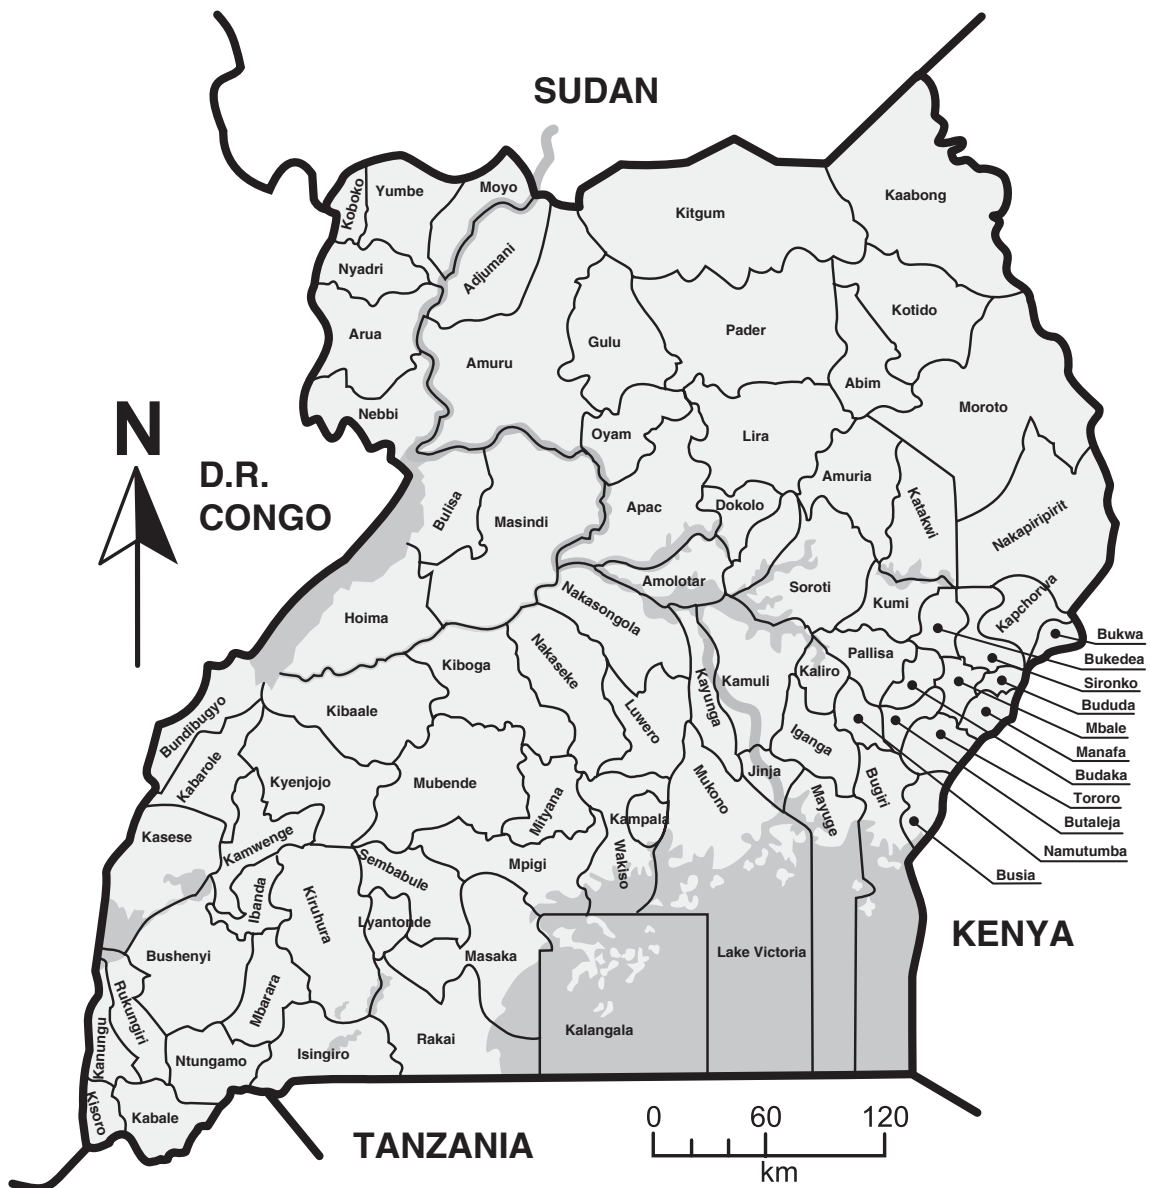 SUDAN
Koboko
Yumbe
Moyo
Kaabong
Kitgum
Nyadri
Adjumani
Arua
Amuru
Gulu
Pader
Kotido
Abim
Nebbi
Oyam
Lira
Moroto
N
D.R.
CONGO
Bulisa
Masindi
Apac
Dokolo
Amuria
Katakwi
Nakapiripirit
Amolotar
Soroti
Kumi
Kapchorwa
Hoima
Nakasongola
Bukwa
Bukedea
Sironko
Bududa
Mbale
Manafa
Budaka
Tororo
Butaleja
Namutumba
Busia
Kiboga
Nakaseke
Kayunga
Kamuli
Kaliro
Pallisa
Bundibugyo
Kibaale
Luwero
Iganga
Kabarole
Kyenjojo
Mubende
Mityana
Mukono
Jinja
Mayuge
Bugiri
Kasese
Kamwenge
Kampala
Wakiso
Sembabule
Mpigi
Ibanda
Kiruhura
Lyantonde
KENYA
Bushenyi
Masaka
Lake Victoria
Rukungiri
Mbarara
Kanungu
Ntungamo
Isingiro
Rakai
Kalangala
Kisoro
Kabale
TANZANIA
0 60 120
km